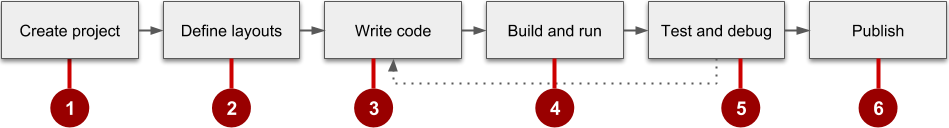 Create project
Define layouts
Write code
Build and run
Test and debug
Publish
1
2
3
4
5
6